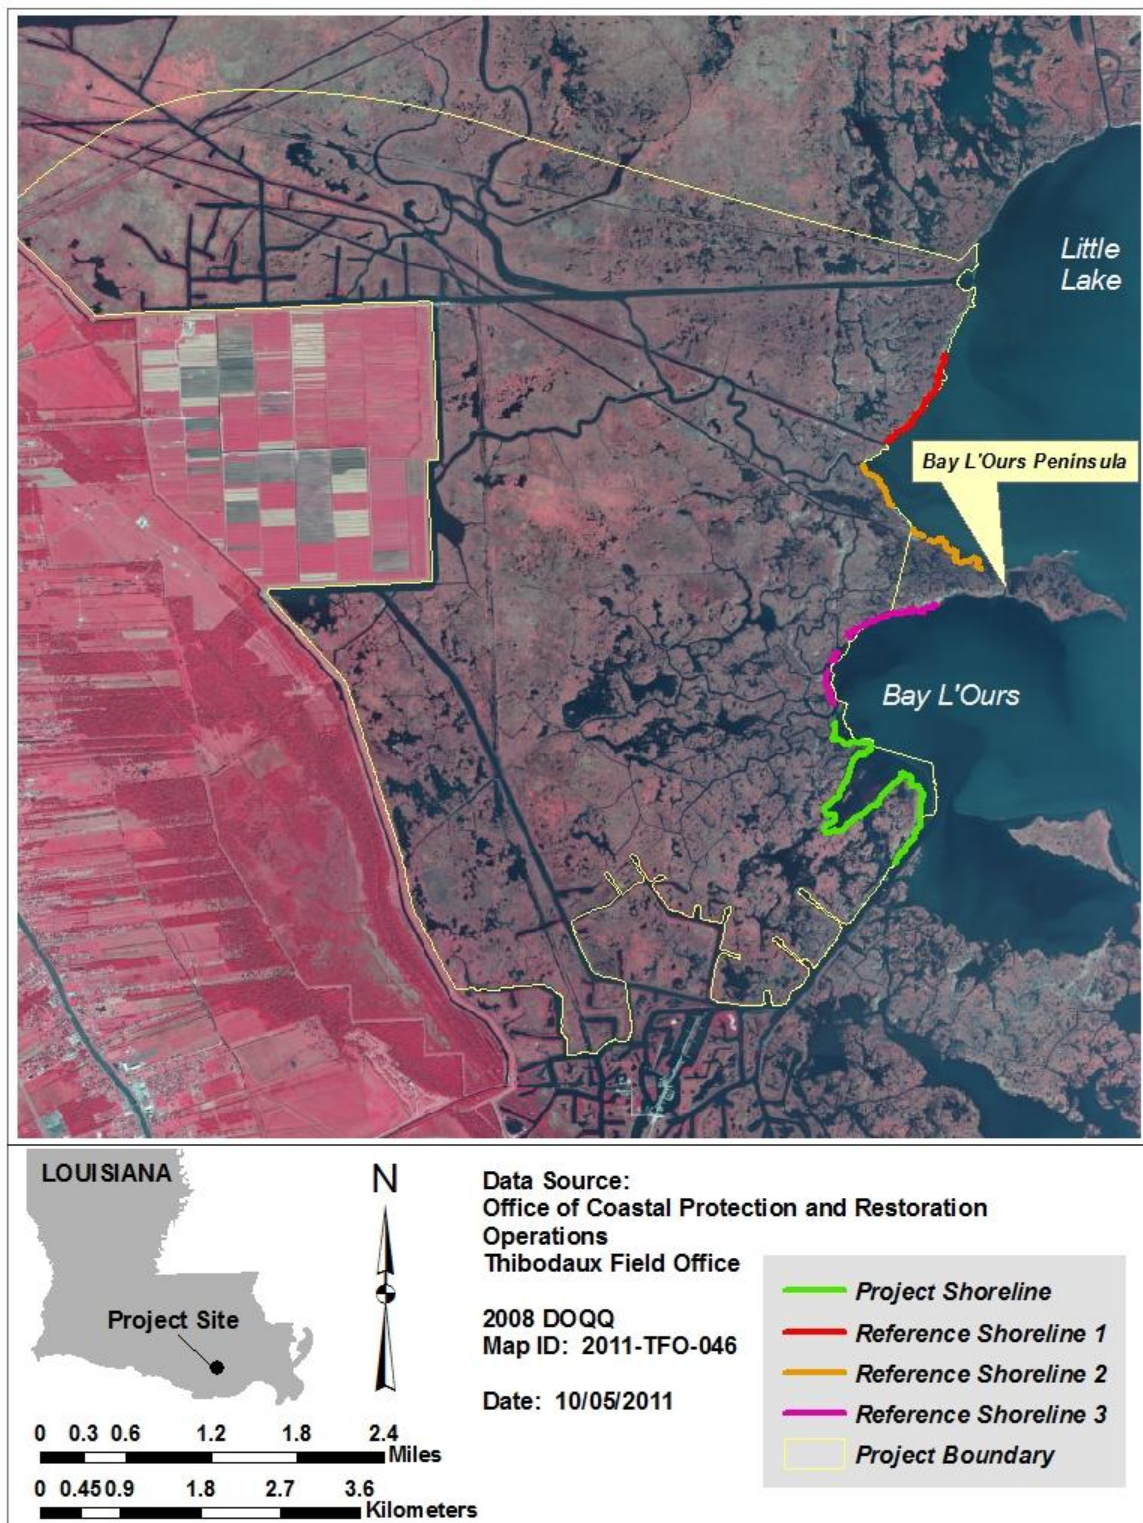 Little
Lake
Bay L'Ours Peninsula
Bay L'Ours
LOUISIANA
Project Site
N
Data Source:
Office of Coastal Protection and Restoration
Operations
Thibodaux Field Office
2008 DOQQ
Map ID: 2011-TFO-046
Date: 10/05/2011
Project Shoreline
Reference Shoreline 1
Reference Shoreline 2
Reference Shoreline 3
Project Boundary
0 0.3 0.6 1.2 1.8 2.4
Miles
0 0.45 0.9 1.8 2.7 3.6
Kilometers